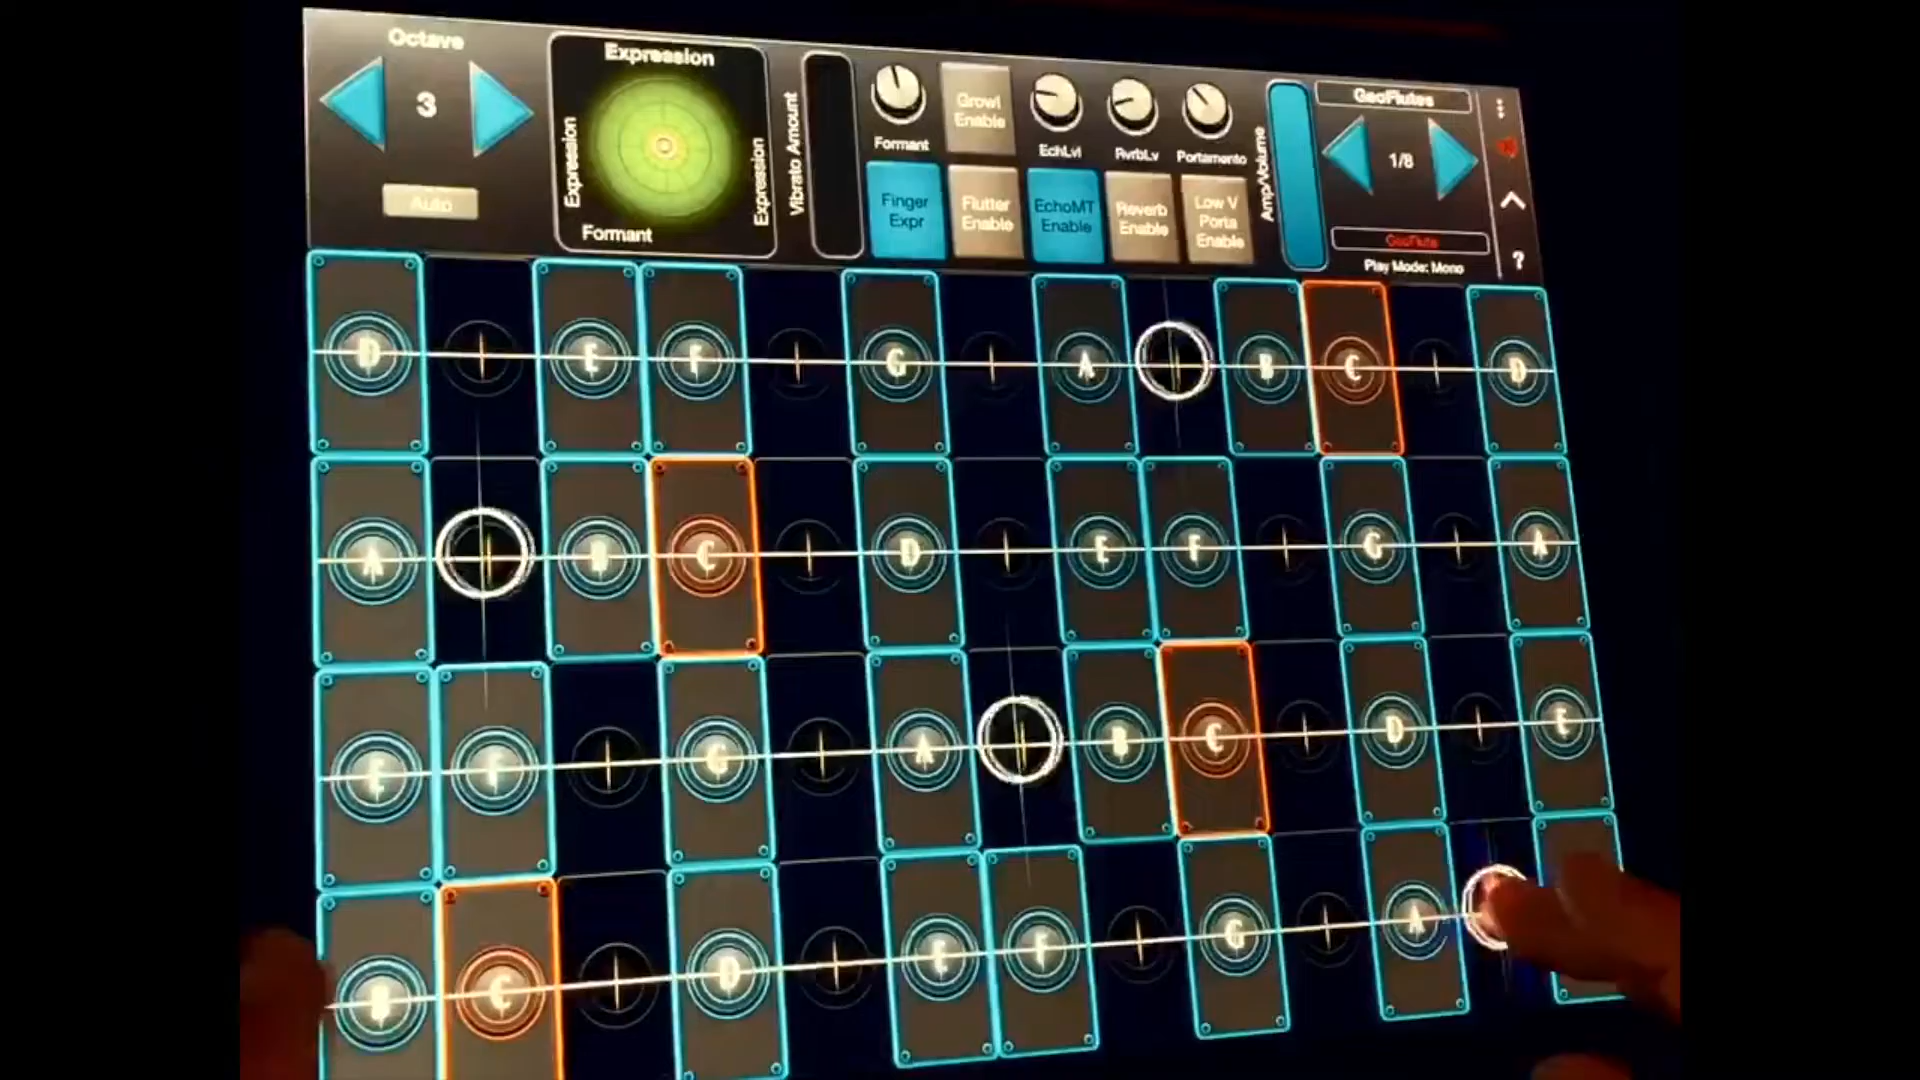 Octave
3
Auto
Expression
Expression
Expression
Formant
Vibrato Amount
Formant
Growl
Enable
EchLvl
RvrbLv
Portamento
Finger
Expr
Flutter
Enable
EchoMT
Enable
Reverb
Enable
Low V
Porta
Enable
Amp/Volume
GeoFlutes
1/8
GeoFlute
Play Mode: Mono
?
D E F G A B C D
A B C D E F G A
E F G A B C D E
B C D E F G A